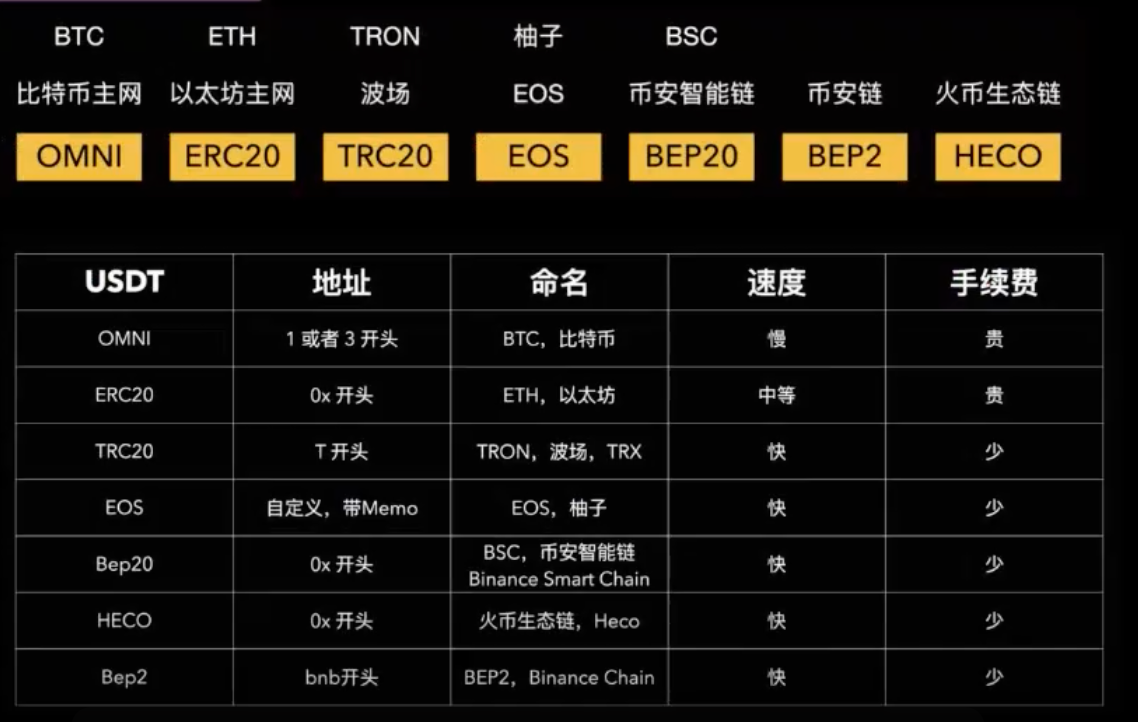 BTC ETH TRON 柚子 BSC
比特币主网 以太坊主网 波场 EOS 币安智能链 币安链 火币生态链
OMNI ERC20 TRC20 EOS BEP20 BEP2 HECO
USDT 地址 命名 速度 手续费
OMNI 1 或者 3 开头 BTC，比特币 慢 贵
ERC20 0x 开头 ETH，以太坊 中等 贵
TRC20 T 开头 TRON，波场，TRX 快 少
EOS 自定义，带Memo EOS，柚子 快 少
Bep20 0x 开头 BSC，币安智能链 快 少
Binance Smart Chain
HECO 0x 开头 火币生态链，Heco 快 少
Bep2 bnb开头 BEP2，Binance Chain 快 少